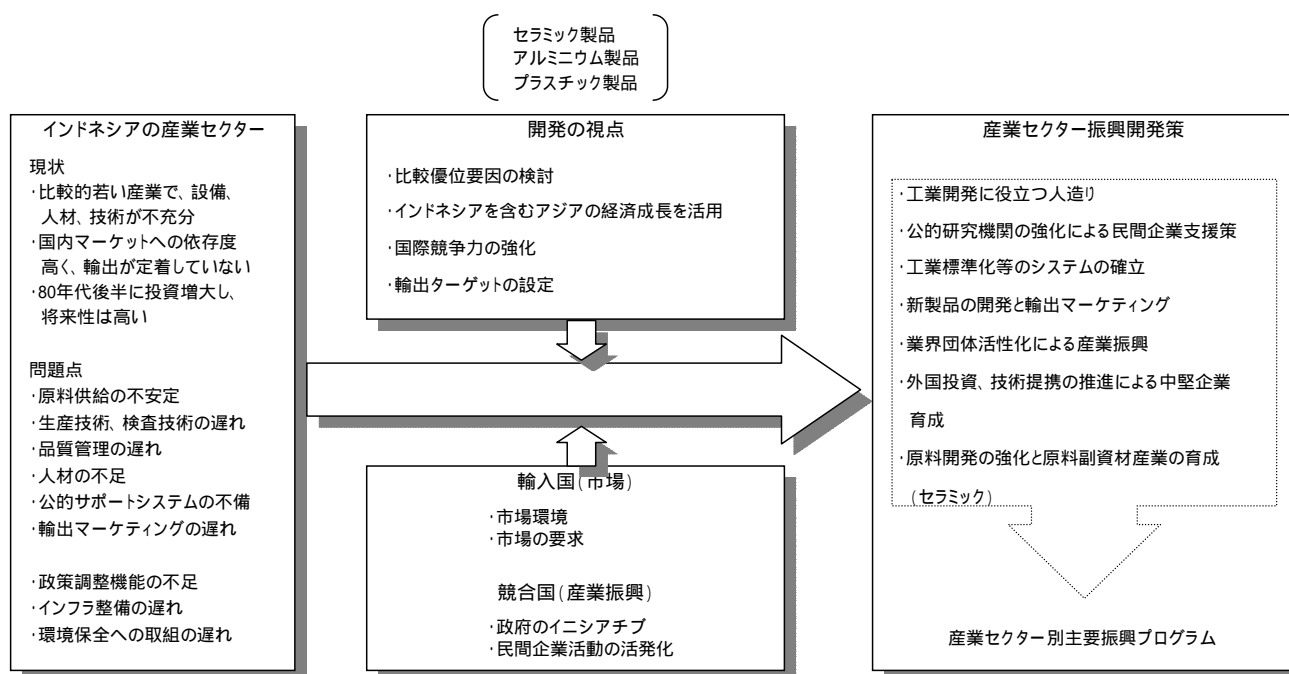 セラミック製品
アルミニウム製品
プラスチック製品
インドネシアの産業セクター
現状
・比較的若い産業で、設備、
人材、技術が不充分
・国内マーケットへの依存度
高く、輸出が定着していない
・80年代後半に投資増大し、
将来性は高い
問題点
・原料供給の不安定
・生産技術、検査技術の遅れ
・品質管理の遅れ
・人材の不足
・公的サポートシステムの不備
・輸出マーケティングの遅れ
・政策調整機能の不足
・インフラ整備の遅れ
・環境保全への取組の遅れ
開発の視点
・比較優位要因の検討
・インドネシアを含むアジアの経済成長を活用
・国際競争力の強化
・輸出ターゲットの設定
輸入国(市場)
・市場環境
・市場の要求
競合国(産業振興)
・政府のイニシアチブ
・民間企業活動の活発化
産業セクター振興開発策
・工業開発に役立つ人造り
・公的研究機関の強化による民間企業支援策
・工業標準化等のシステムの確立
・新製品の開発と輸出マーケティング
・業界団体活性化による産業振興
・外国投資、技術提携の推進による中堅企業
育成
・原料開発の強化と原料副資材産業の育成
(セラミック)
産業セクター別主要振興プログラム